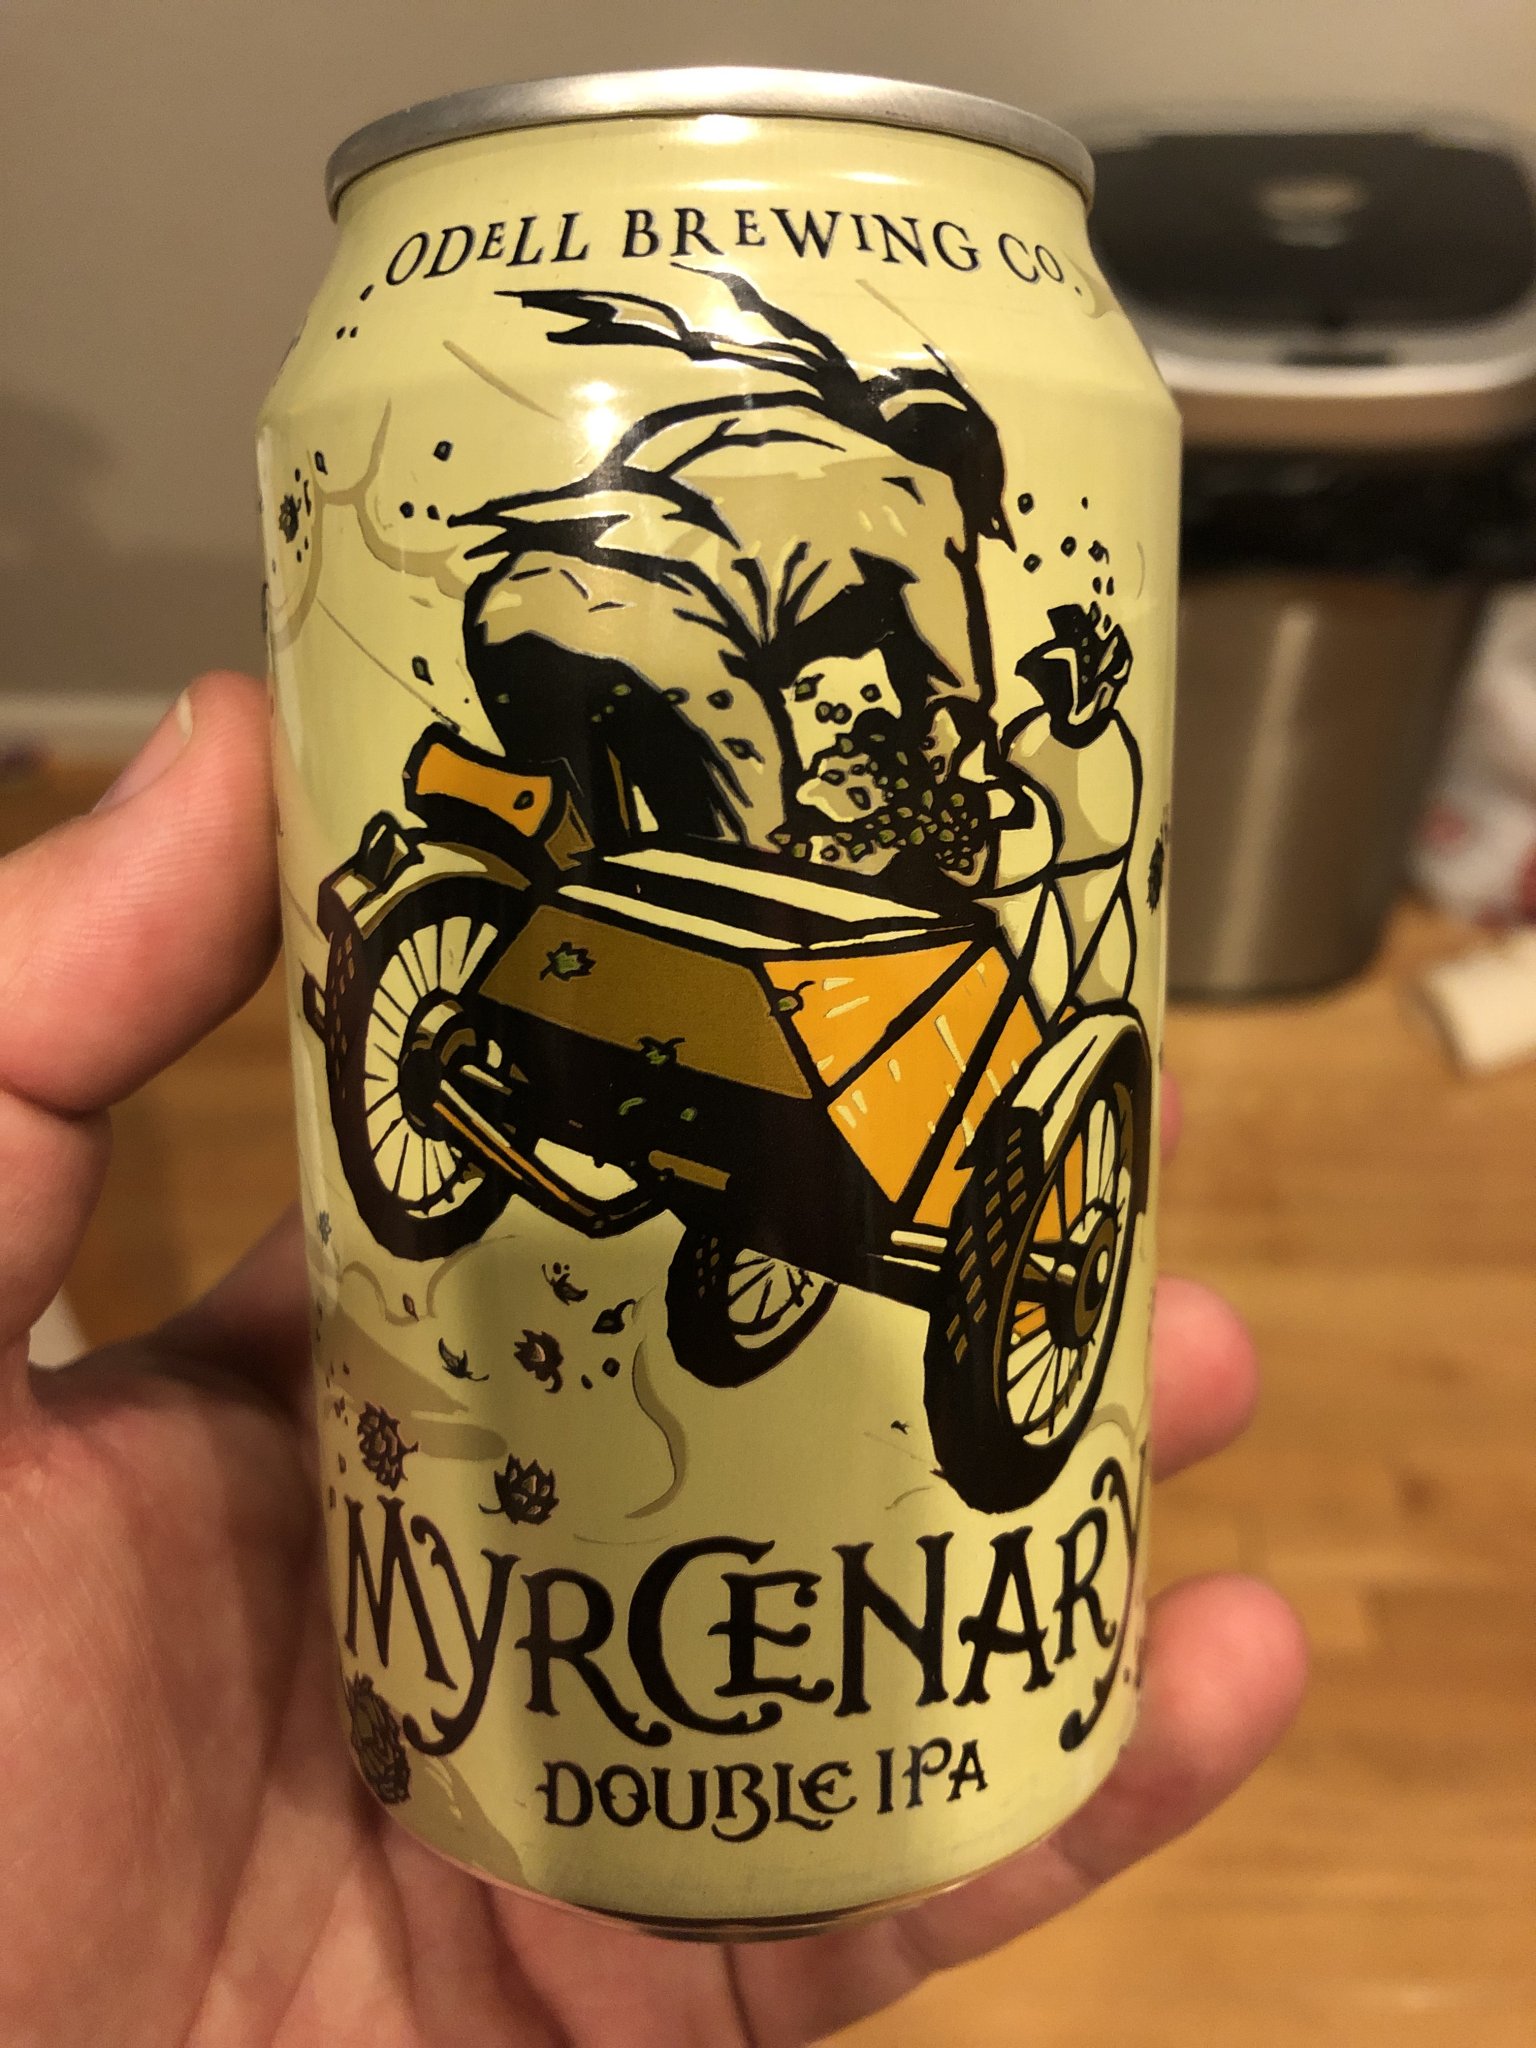 ODELL BREWING CO.
MYRCENARY
DOUBLE IPA